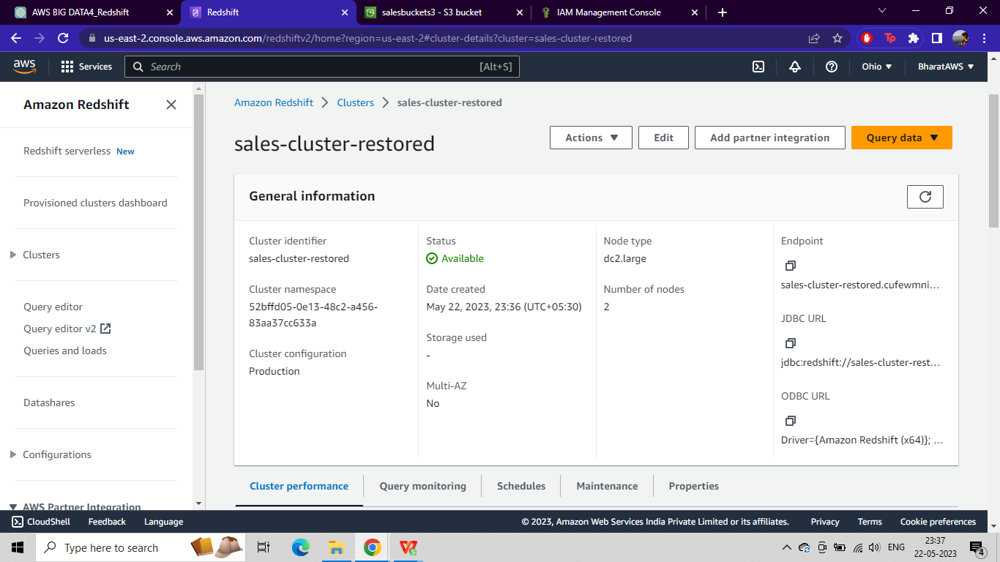 AWS BIG DATA4_Redshift
Redshift
salesbuckets3 - S3 bucket
IAM Management Console
us-east-2.console.aws.amazon.com/redshiftv2/home?region=us-east-2#cluster-details?cluster=sales-cluster-restored
Tp
aws
Services
Search
[Alt+S]
Ohio
BharatAWS
Amazon Redshift
Redshift serverless New
Provisioned clusters dashboard
Clusters
Query editor
Query editor v2
Queries and loads
Datashares
Configurations
AWS Partner Integration
Amazon Redshift
Clusters
sales-cluster-restored
sales-cluster-restored
Actions
Edit
Add partner integration
Query data
General information
Cluster identifier
sales-cluster-restored
Cluster namespace
52bffd05-0e13-48c2-a456-
83aa37cc633a
Cluster configuration
Production
Status
Available
Date created
May 22, 2023, 23:36 (UTC+05:30)
Storage used
-
Multi-AZ
No
Node type
dc2.large
Number of nodes
2
Endpoint
sales-cluster-restored.cufewmni...
JDBC URL
jdbc:redshift://sales-cluster-rest...
ODBC URL
Driver={Amazon Redshift (x64)}; ...
Cluster performance
Query monitoring
Schedules
Maintenance
Properties
CloudShell
Feedback
Language
© 2023, Amazon Web Services India Private Limited or its affiliates.
Privacy
Terms
Cookie preferences
Type here to search
ENG
23:37
22-05-2023
4